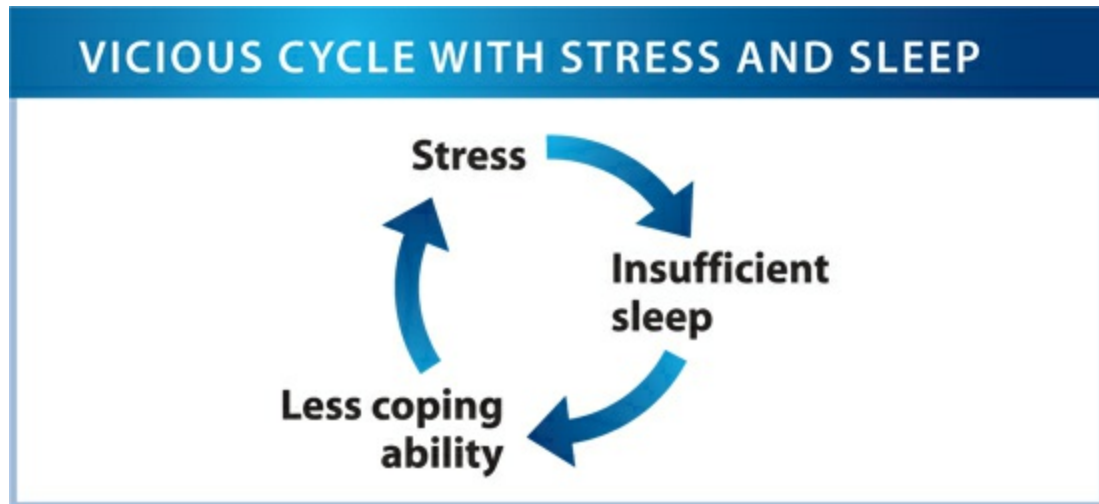 VICIOUS CYCLE WITH STRESS AND SLEEP
Stress
Insufficient
sleep
Less coping
ability